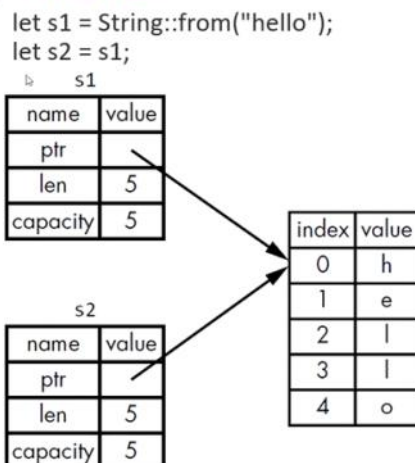 let s1 = String::from("hello");
let s2 = s1;
s1
name value
ptr
len 5
capacity 5
index value
0 h
1 e
2 l
3 l
4 o
s2
name value
ptr
len 5
capacity 5